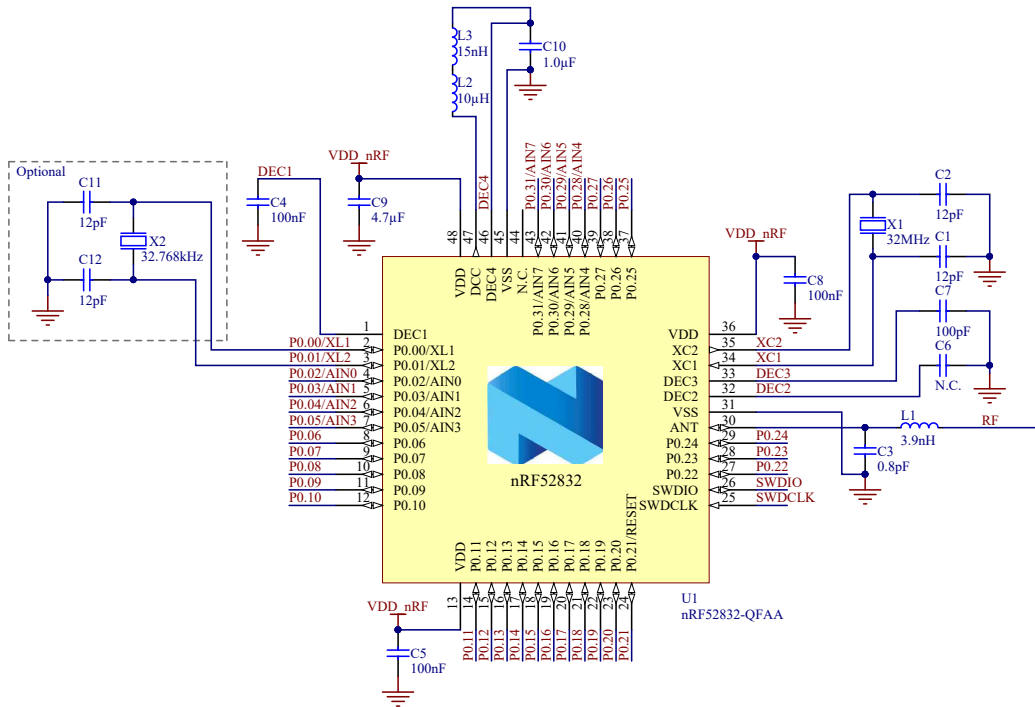 L3
15nH
L2
10µH
C10
1.0µF
Optional
C11
12pF
X2
32.768kHz
C12
12pF
DEC1
C4
100nF
VDD_nRF
C9
4.7µF
DEC4
P0.31/AIN7
P0.30/AIN6
P0.29/AIN5
P0.28/AIN4
P0.27
P0.26
P0.25
48
47
46
45
44
43
42
41
40
39
38
37
VDD
DCC
DEC4
VSS
N.C.
P0.31/AIN7
P0.30/AIN6
P0.29/AIN5
P0.28/AIN4
P0.27
P0.26
P0.25
VDD_nRF
C8
100nF
C2
12pF
X1
32MHz
C1
12pF
C7
100pF
C6
N.C.
1 DEC1
P0.00/XL1 2 P0.00/XL1
P0.01/XL2 3 P0.01/XL2
P0.02/AIN0 4 P0.02/AIN0
P0.03/AIN1 5 P0.03/AIN1
P0.04/AIN2 6 P0.04/AIN2
P0.05/AIN3 7 P0.05/AIN3
P0.06 8 P0.06
P0.07 9 P0.07
P0.08 10 P0.08
P0.09 11 P0.09
P0.10 12 P0.10
nRF52832
VDD 36
XC2 35 XC2
XC1 34 XC1
DEC3 33 DEC3
DEC2 32 DEC2
VSS 31
ANT 30
P0.24 29 P0.24
P0.23 28 P0.23
P0.22 27 P0.22
SWDIO 26 SWDIO
SWDCLK 25 SWDCLK
L1
3.9nH
RF
C3
0.8pF
VDD
P0.11
P0.12
P0.13
P0.14
P0.15
P0.16
P0.17
P0.18
P0.19
P0.20
P0.21/RESET
13
14
15
16
17
18
19
20
21
22
23
24
P0.11
P0.12
P0.13
P0.14
P0.15
P0.16
P0.17
P0.18
P0.19
P0.20
P0.21
U1
nRF52832-QFAA
VDD_nRF
C5
100nF